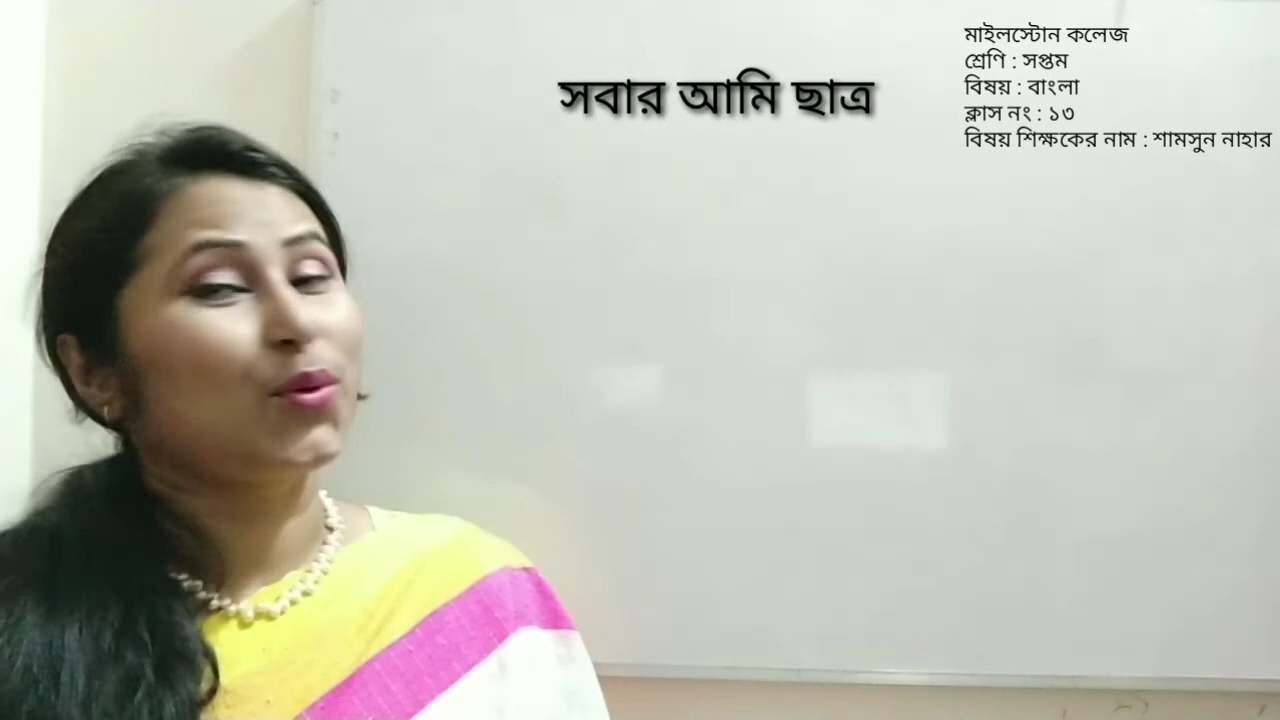 সবার আমি ছাত্র
মাইলস্টোন কলেজ
শ্রেণি : সপ্তম
বিষয় : বাংলা
ক্লাস নং : ১৩
বিষয় শিক্ষকের নাম : শামসুন নাহার